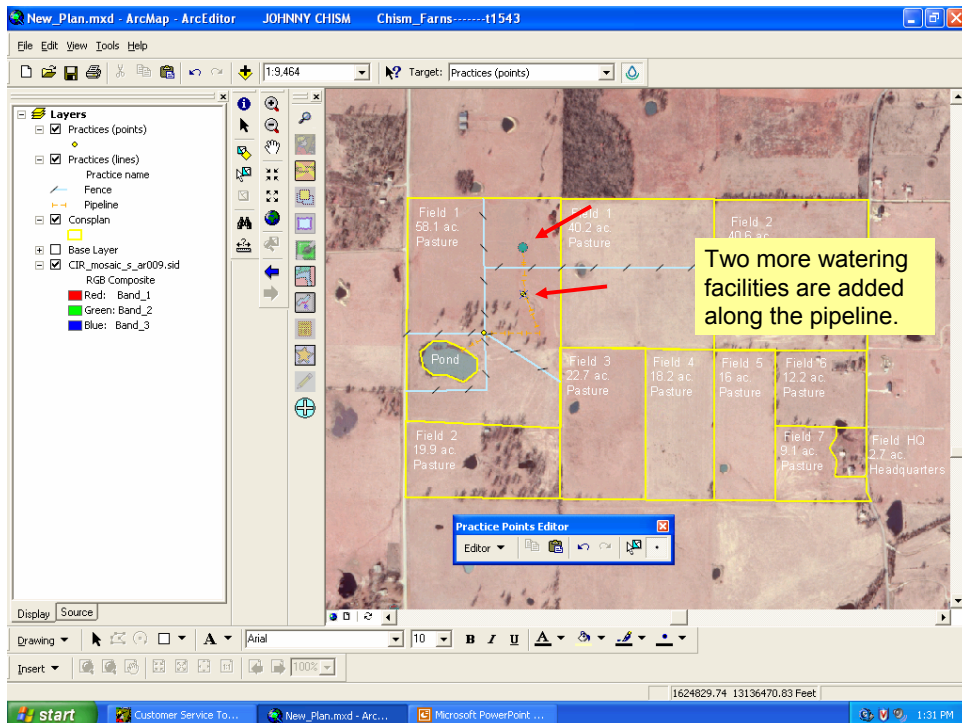 New_Plan.mxd - ArcMap - ArcEditor JOHNNY CHISM Chism_Farns-------t1543
File Edit View Tools Help
1:9,464 Target: Practices (points)
Layers
Practices (points)
Practices (lines)
Practice name
Fence
Pipeline
Consplan
Base Layer
CIR_mosaic_s_ar009.sid
RGB Composite
Red: Band_1
Green: Band_2
Blue: Band_3
Display Source
Field 1
58.1 ac.
Pasture
Field 1
40.2 ac.
Pasture
Field 2
40.6 ac.
Two more watering
facilities are added
along the pipeline.
Pond
Field 3
22.7 ac.
Pasture
Field 4
18.2 ac.
Pasture
Field 5
16 ac.
Pasture
Field 6
12.2 ac.
Pasture
Field 2
19.9 ac.
Pasture
Field 7
9.1 ac.
Pasture
Field HQ
2.7 ac.
Headquarters
Practice Points Editor
Editor
Drawing A Arial 10 B I U A
Insert 100%
1624829.74 13136470.83 Feet
start Customer Service To... New_Plan.mxd - Arc... Microsoft PowerPoint ... 1:31 PM